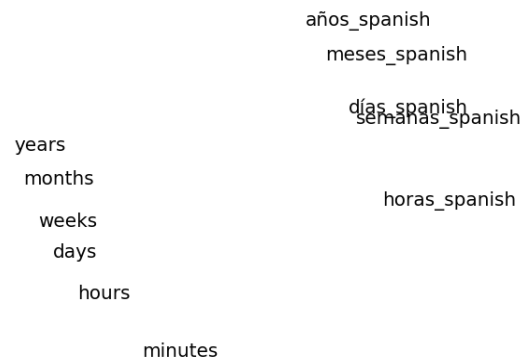 años_spanish
meses_spanish
días_spanish
semanas_spanish
years
months
horas_spanish
weeks
days
hours
minutes